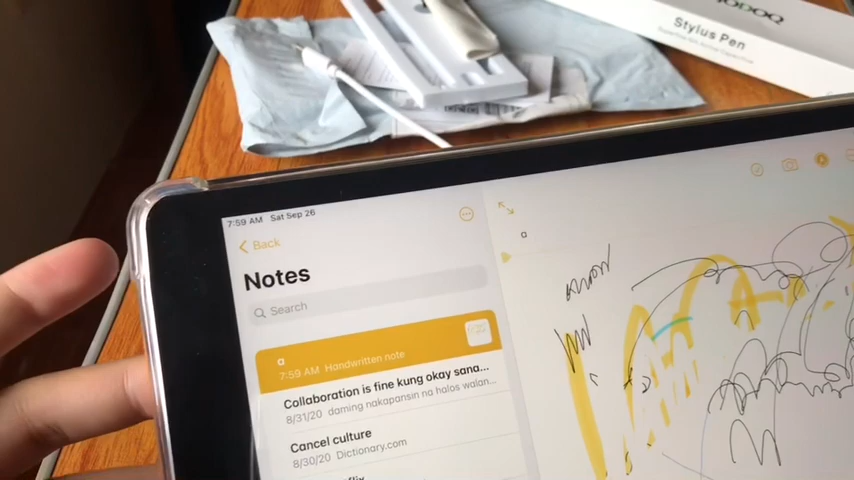 Stylus Pen
7:59 AM Sat Sep 26
Back
Notes
Search
a
7:59 AM Handwritten note
Collaboration is fine kung okay sana...
8/31/20 daming nakapansin na halos walan...
Cancel culture
8/30/20 Dictionary.com
a